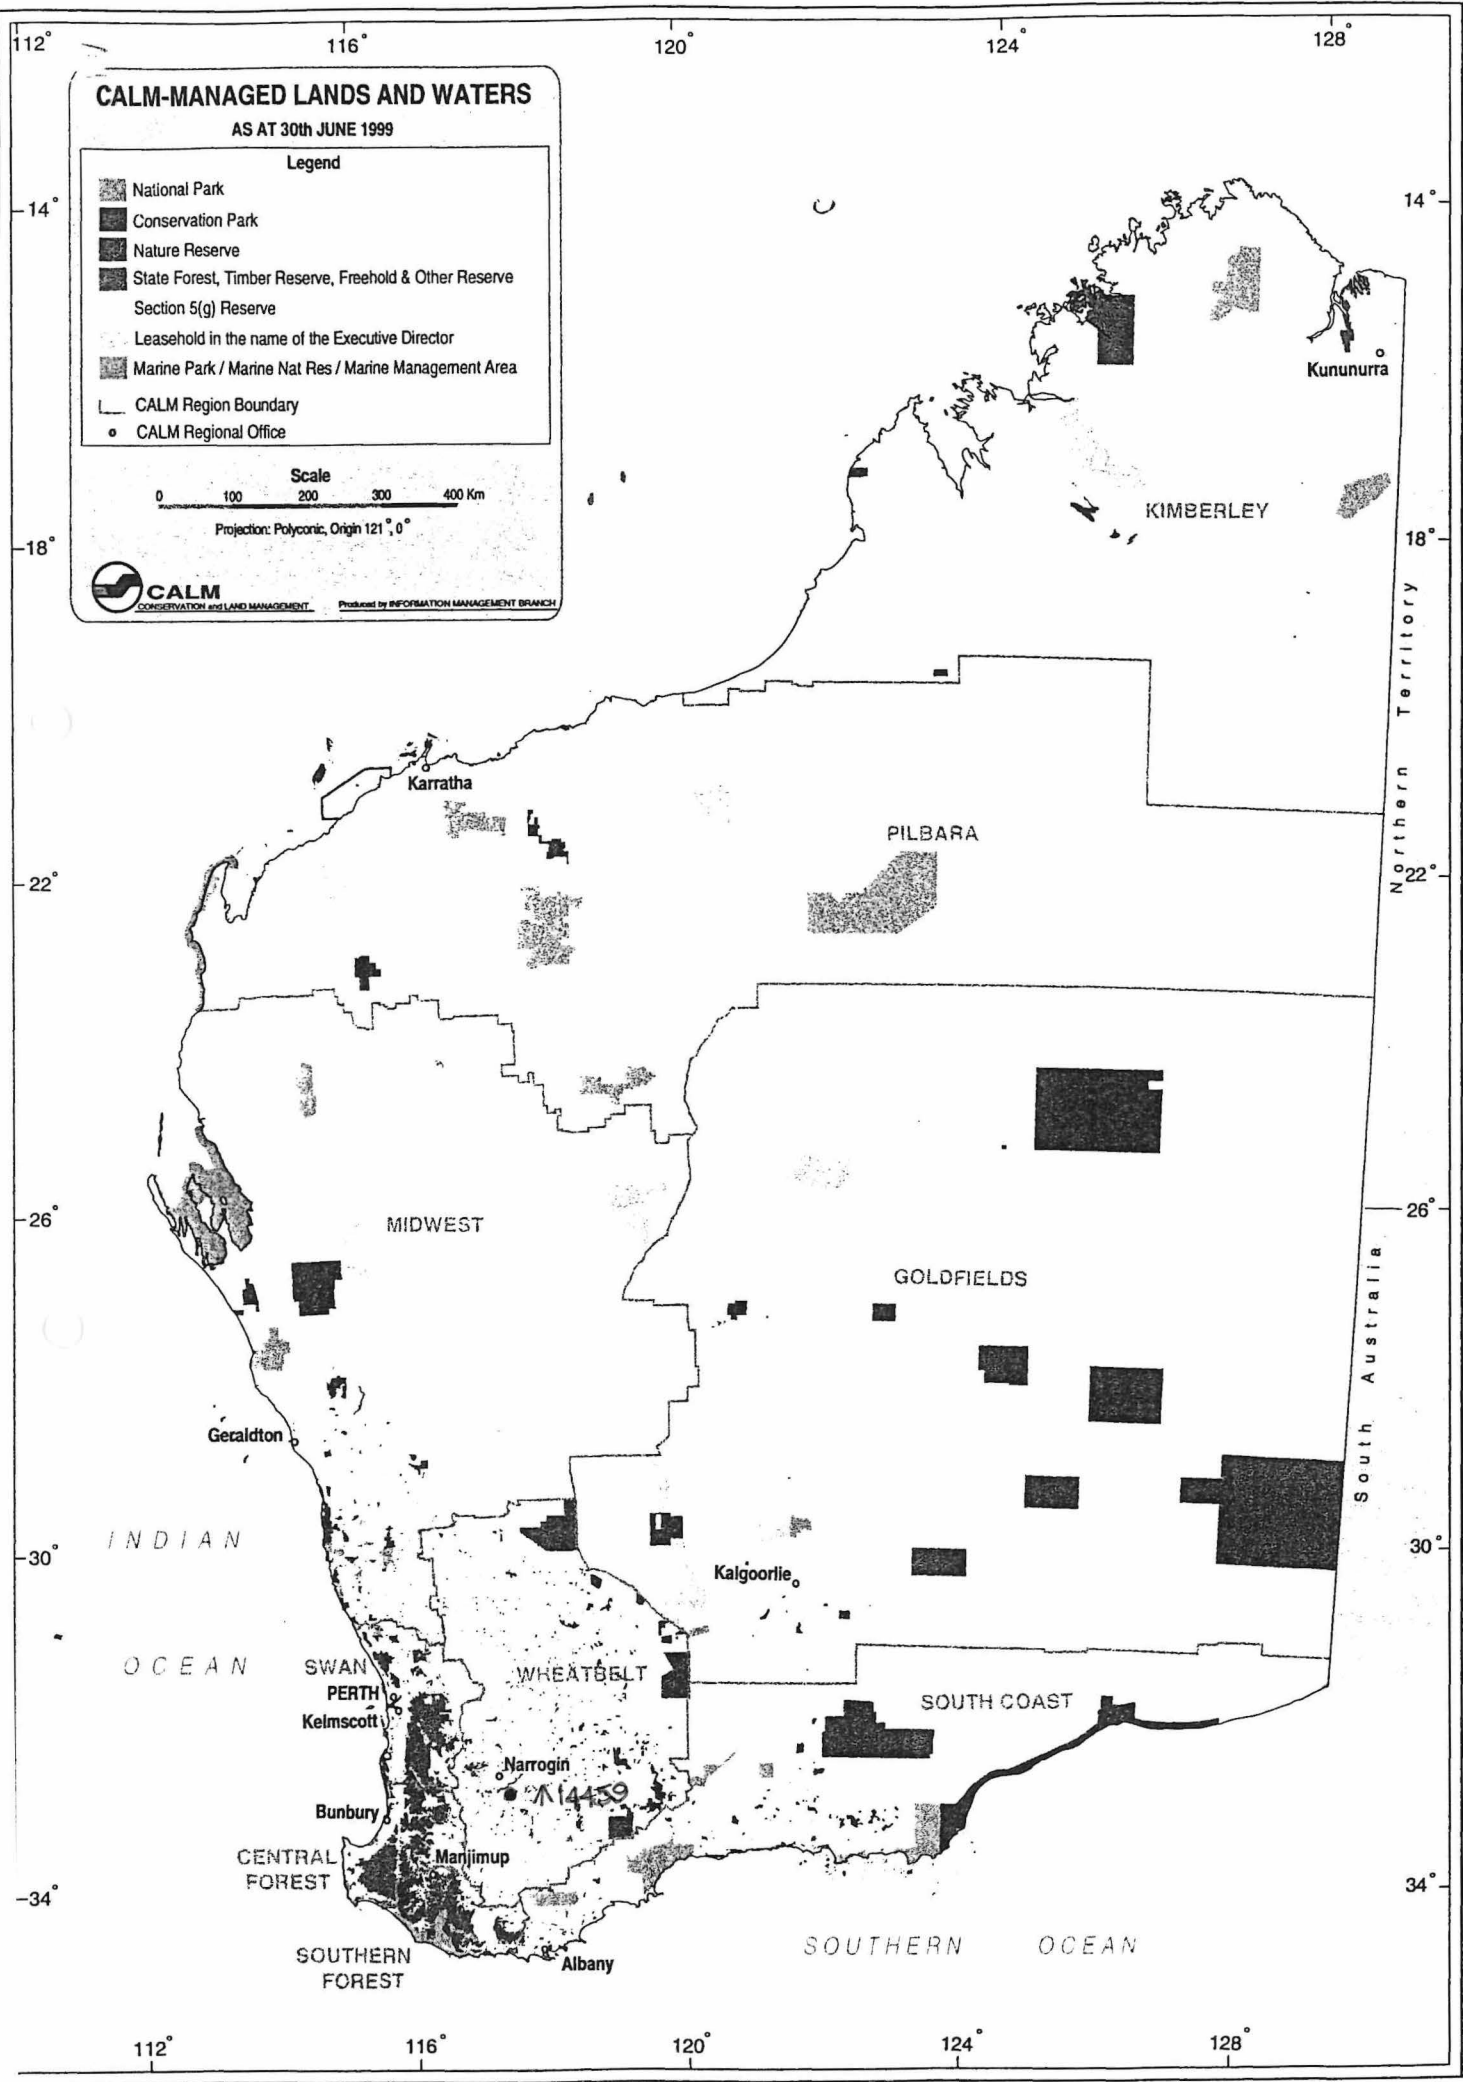 112° 116° 120° 124° 128°
CALM-MANAGED LANDS AND WATERS
AS AT 30th JUNE 1999
Legend
National Park
Conservation Park
Nature Reserve
State Forest, Timber Reserve, Freehold & Other Reserve
Section 5(g) Reserve
Leasehold in the name of the Executive Director
Marine Park / Marine Nat Res / Marine Management Area
CALM Region Boundary
CALM Regional Office
Scale
0 100 200 300 400 Km
Projection: Polyconic, Origin 121°, 0°
CALM
CONSERVATION and LAND MANAGEMENT
Produced by INFORMATION MANAGEMENT BRANCH
14° 14°
Kununurra
KIMBERLEY
18° 18°
Northern Territory
Karratha
PILBARA
22° 22°
26° 26°
MIDWEST
GOLDFIELDS
South Australia
Geraldton
INDIAN
30° 30°
Kalgoorlie
OCEAN
SWAN
WHEATBELT
PERTH
SOUTH COAST
Kelmscott
Narrogin
Bunbury
CENTRAL
FOREST
Manjimup
34° 34°
SOUTHERN
FOREST
Albany
SOUTHERN OCEAN
112° 116° 120° 124° 128°